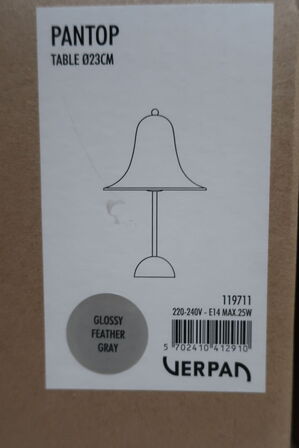 PANTOP
TABLE Ø23CM
119711
220-240V - E14 MAX.25W
GLOSSY
FEATHER
GRAY
5 702410 412910
VERPAN